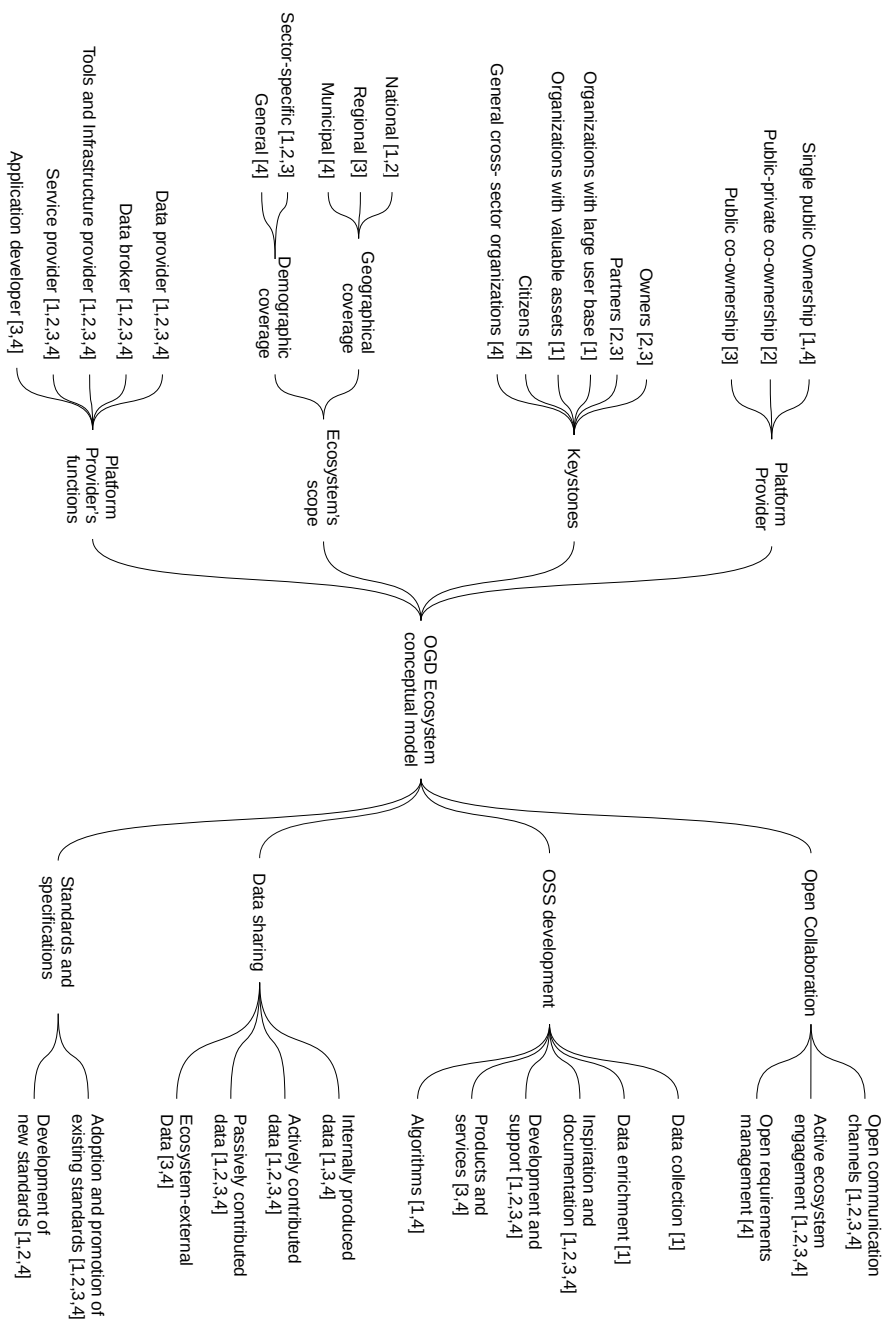 Single public Ownership [1,4]
Public-private co-ownership [2]
Public co-ownership [3]
Platform
Provider
Owners [2,3]
Partners [2,3]
Organizations with large user base [1]
Organizations with valuable assets [1]
Citizens [4]
General cross- sector organizations [4]
Keystones
National [1,2]
Regional [3]
Municipal [4]
Geographical
coverage
Sector-specific [1,2,3]
General [4]
Demographic
coverage
Ecosystem's
scope
Data provider [1,2,3,4]
Data broker [1,2,3,4]
Tools and Infrastructure provider [1,2,3,4]
Service provider [1,2,3,4]
Application developer [3,4]
Platform
Provider's
functions
OGD Ecosystem
conceptual model
Open Collaboration
Open communication
channels [1,2,3,4]
Active ecosystem
engagement [1,2,3,4]
Open requirements
management [4]
OSS development
Data collection [1]
Data enrichment [1]
Inspiration and
documentation [1,2,3,4]
Development and
support [1,2,3,4]
Products and
services [3,4]
Algorithms [1,4]
Data sharing
Internally produced
data [1,3,4]
Actively contributed
data [1,2,3,4]
Passively contributed
data [1,2,3,4]
Ecosystem-external
Data [3,4]
Standards and
specifications
Adoption and promotion of
existing standards [1,2,3,4]
Development of
new standards [1,2,4]